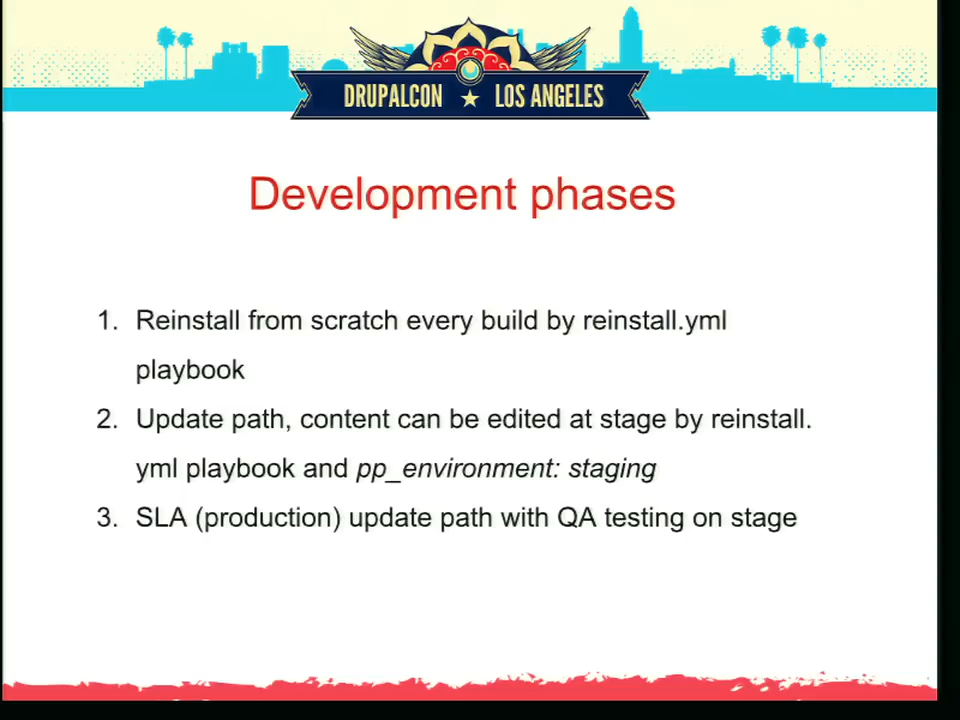 DRUPALCON ★ LOS ANGELES
Development phases
1. Reinstall from scratch every build by reinstall.yml
playbook
2. Update path, content can be edited at stage by reinstall.
yml playbook and pp_environment: staging
3. SLA (production) update path with QA testing on stage